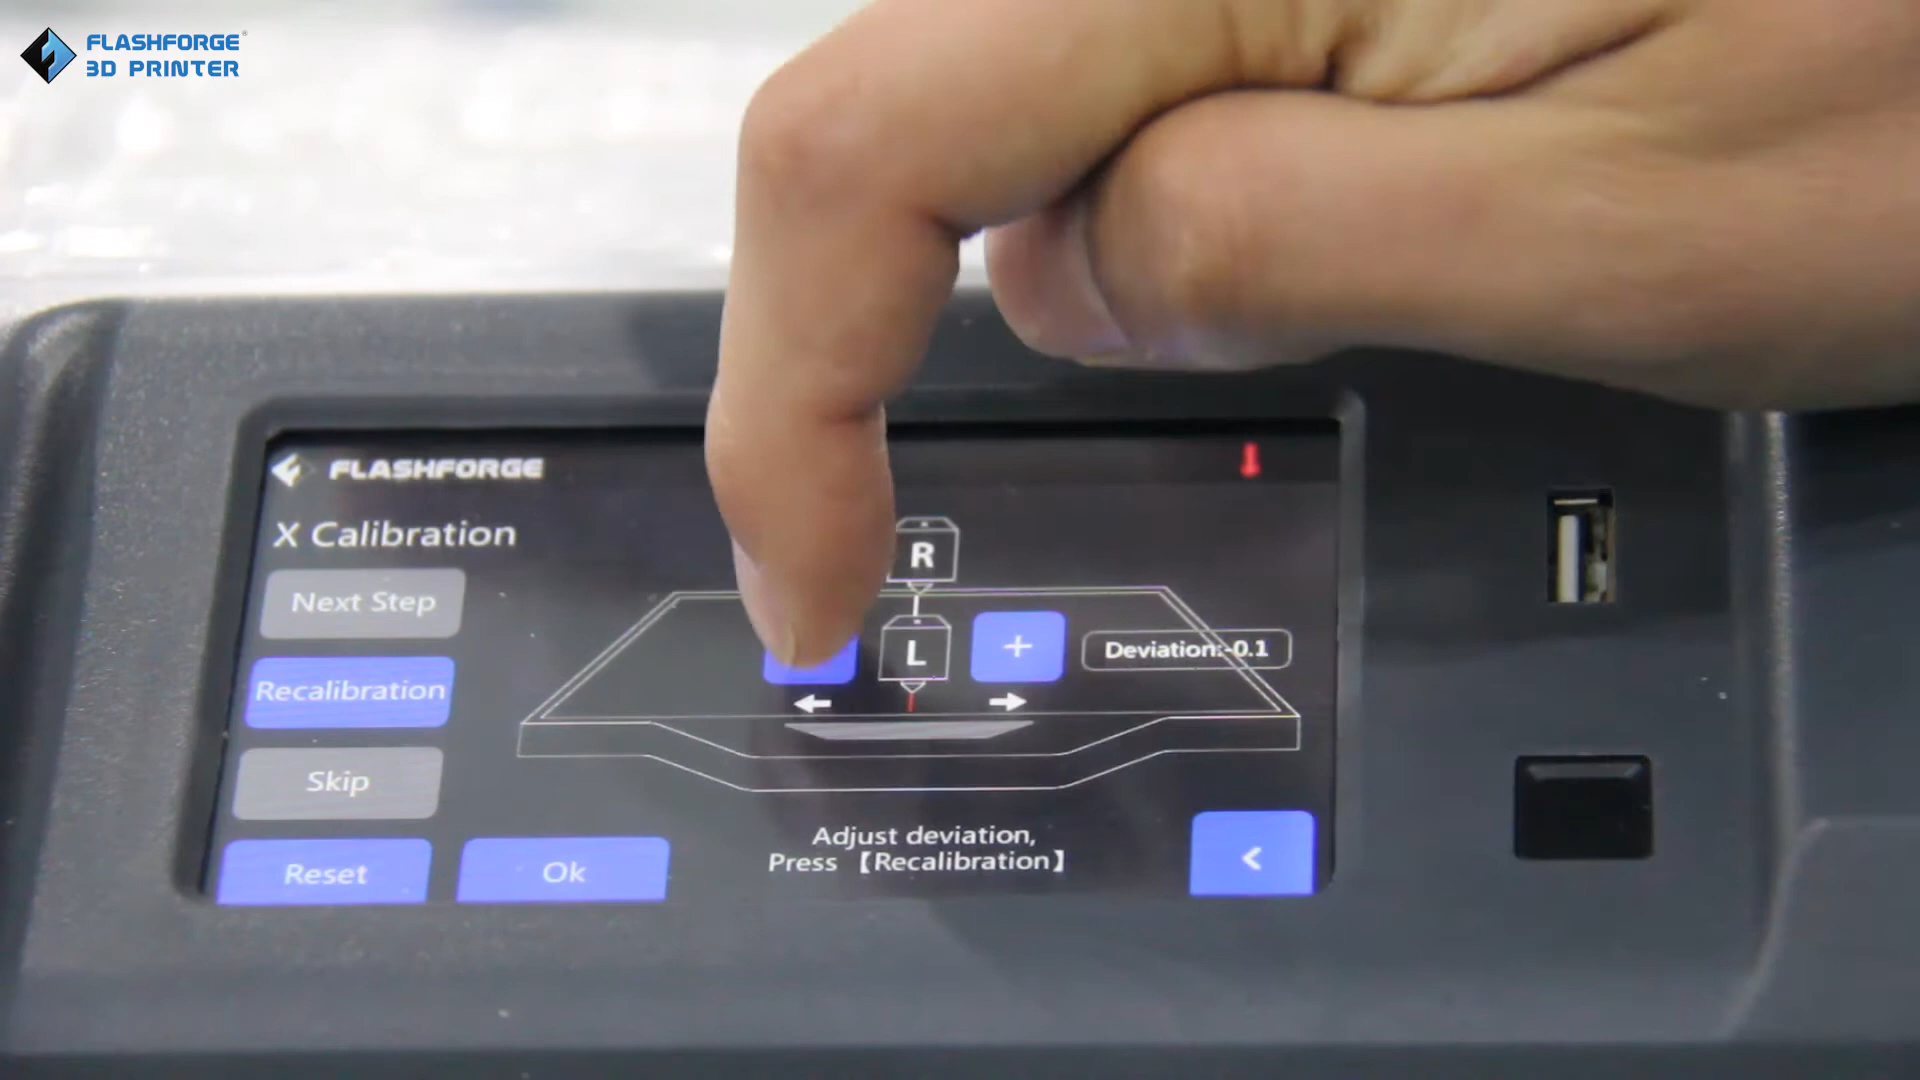 FLASHFORGE
3D PRINTER
FLASHFORGE
X Calibration
Next Step
Recalibration
Skip
Reset
Ok
R
L
+
Deviation:-0.1
Adjust deviation,
Press 【Recalibration】
<